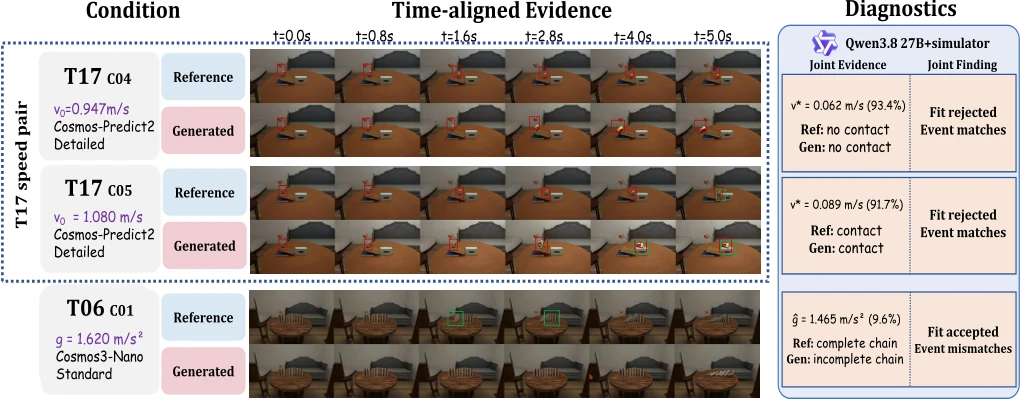 Condition
Time-aligned Evidence
Diagnostics
t=0.0s t=0.8s t=1.6s t=2.8s t=4.0s t=5.0s
Qwen3.8 27B+simulator
Joint Evidence Joint Finding
T17 speed pair
T17 C04
v₀=0.947m/s
Cosmos-Predict2
Detailed
Reference
Generated
v* = 0.062 m/s (93.4%)
Ref: no contact
Gen: no contact
Fit rejected
Event matches
T17 C05
v₀ = 1.080 m/s
Cosmos-Predict2
Detailed
Reference
Generated
v* = 0.089 m/s (91.7%)
Ref: contact
Gen: contact
Fit rejected
Event matches
T06 C01
g = 1.620 m/s²
Cosmos3-Nano
Standard
Reference
Generated
ĝ = 1.465 m/s² (9.6%)
Ref: complete chain
Gen: incomplete chain
Fit accepted
Event mismatches